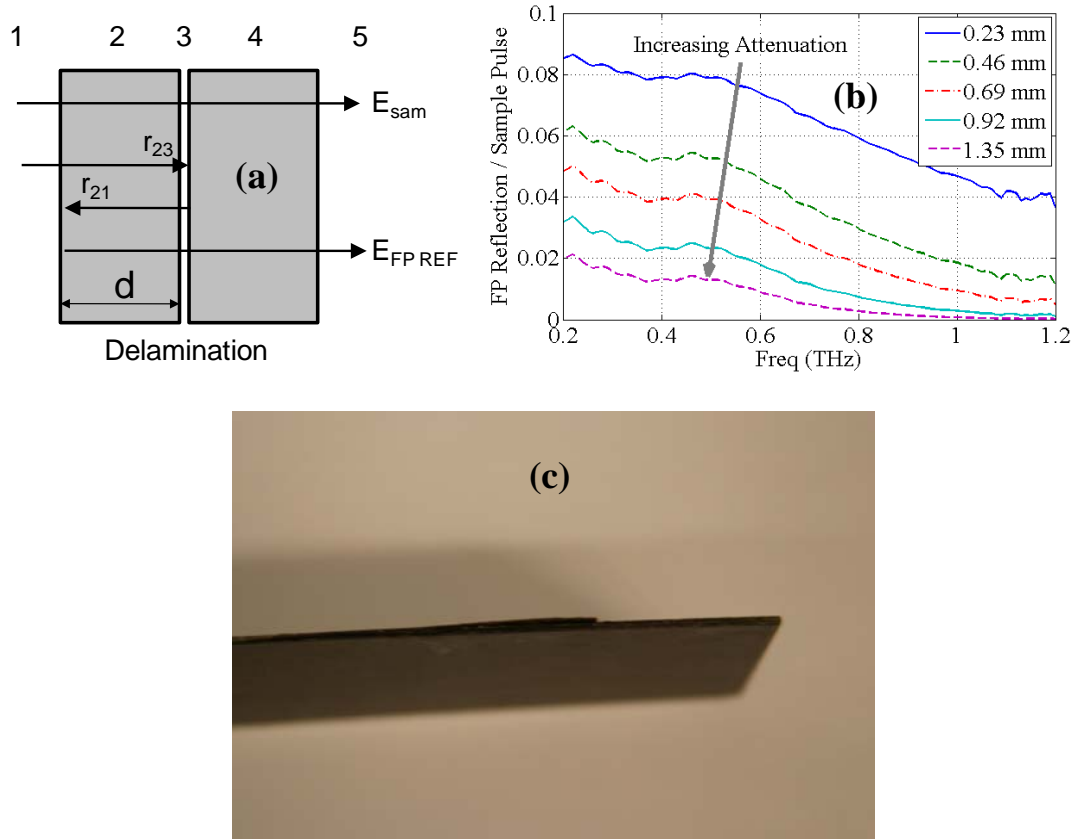 1 2 3 4 5
E_sam
r_23
(a)
r_21
E_FP REF
d
Delamination
0.1
0.08
0.06
0.04
0.02
0
FP Reflection / Sample Pulse
Increasing Attenuation
(b)
0.23 mm
0.46 mm
0.69 mm
0.92 mm
1.35 mm
0.2 0.4 0.6 0.8 1 1.2
Freq (THz)
(c)